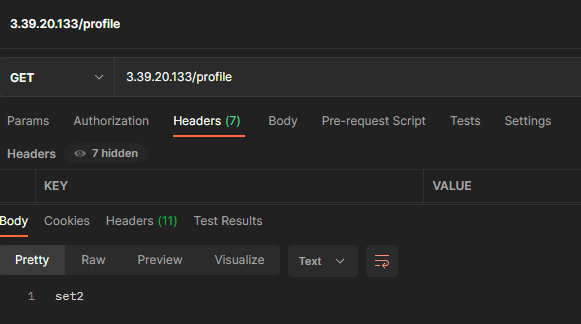 3.39.20.133/profile
GET 3.39.20.133/profile
Params Authorization Headers (7) Body Pre-request Script Tests Settings
Headers 7 hidden
KEY VALUE
Body Cookies Headers (11) Test Results
Pretty Raw Preview Visualize Text
1 set2